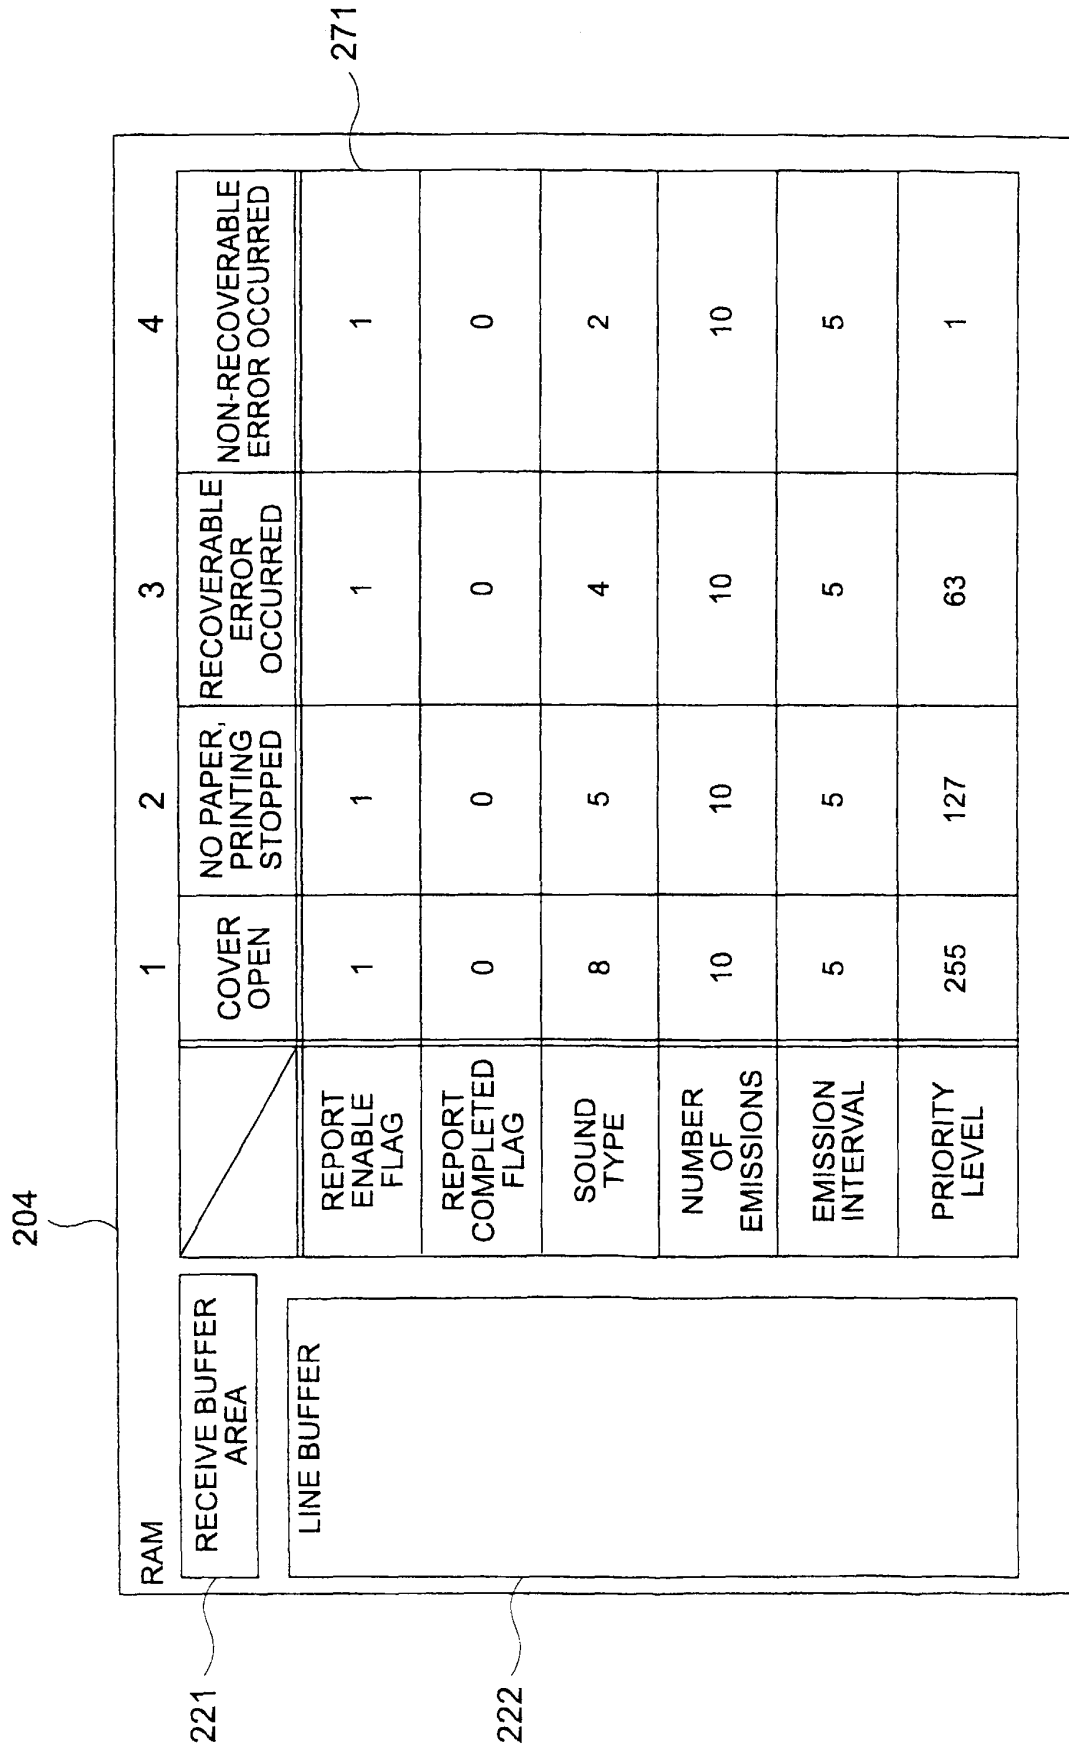 204
RAM
221
RECEIVE BUFFER
AREA
222
LINE BUFFER
271
1 2 3 4
COVER
OPEN
NO PAPER,
PRINTING
STOPPED
RECOVERABLE
ERROR
OCCURRED
NON-RECOVERABLE
ERROR OCCURRED
REPORT
ENABLE
FLAG
1 1 1 1
REPORT
COMPLETED
FLAG
0 0 0 0
SOUND
TYPE
8 5 4 2
NUMBER
OF
EMISSIONS
10 10 10 10
EMISSION
INTERVAL
5 5 5 5
PRIORITY
LEVEL
255 127 63 1